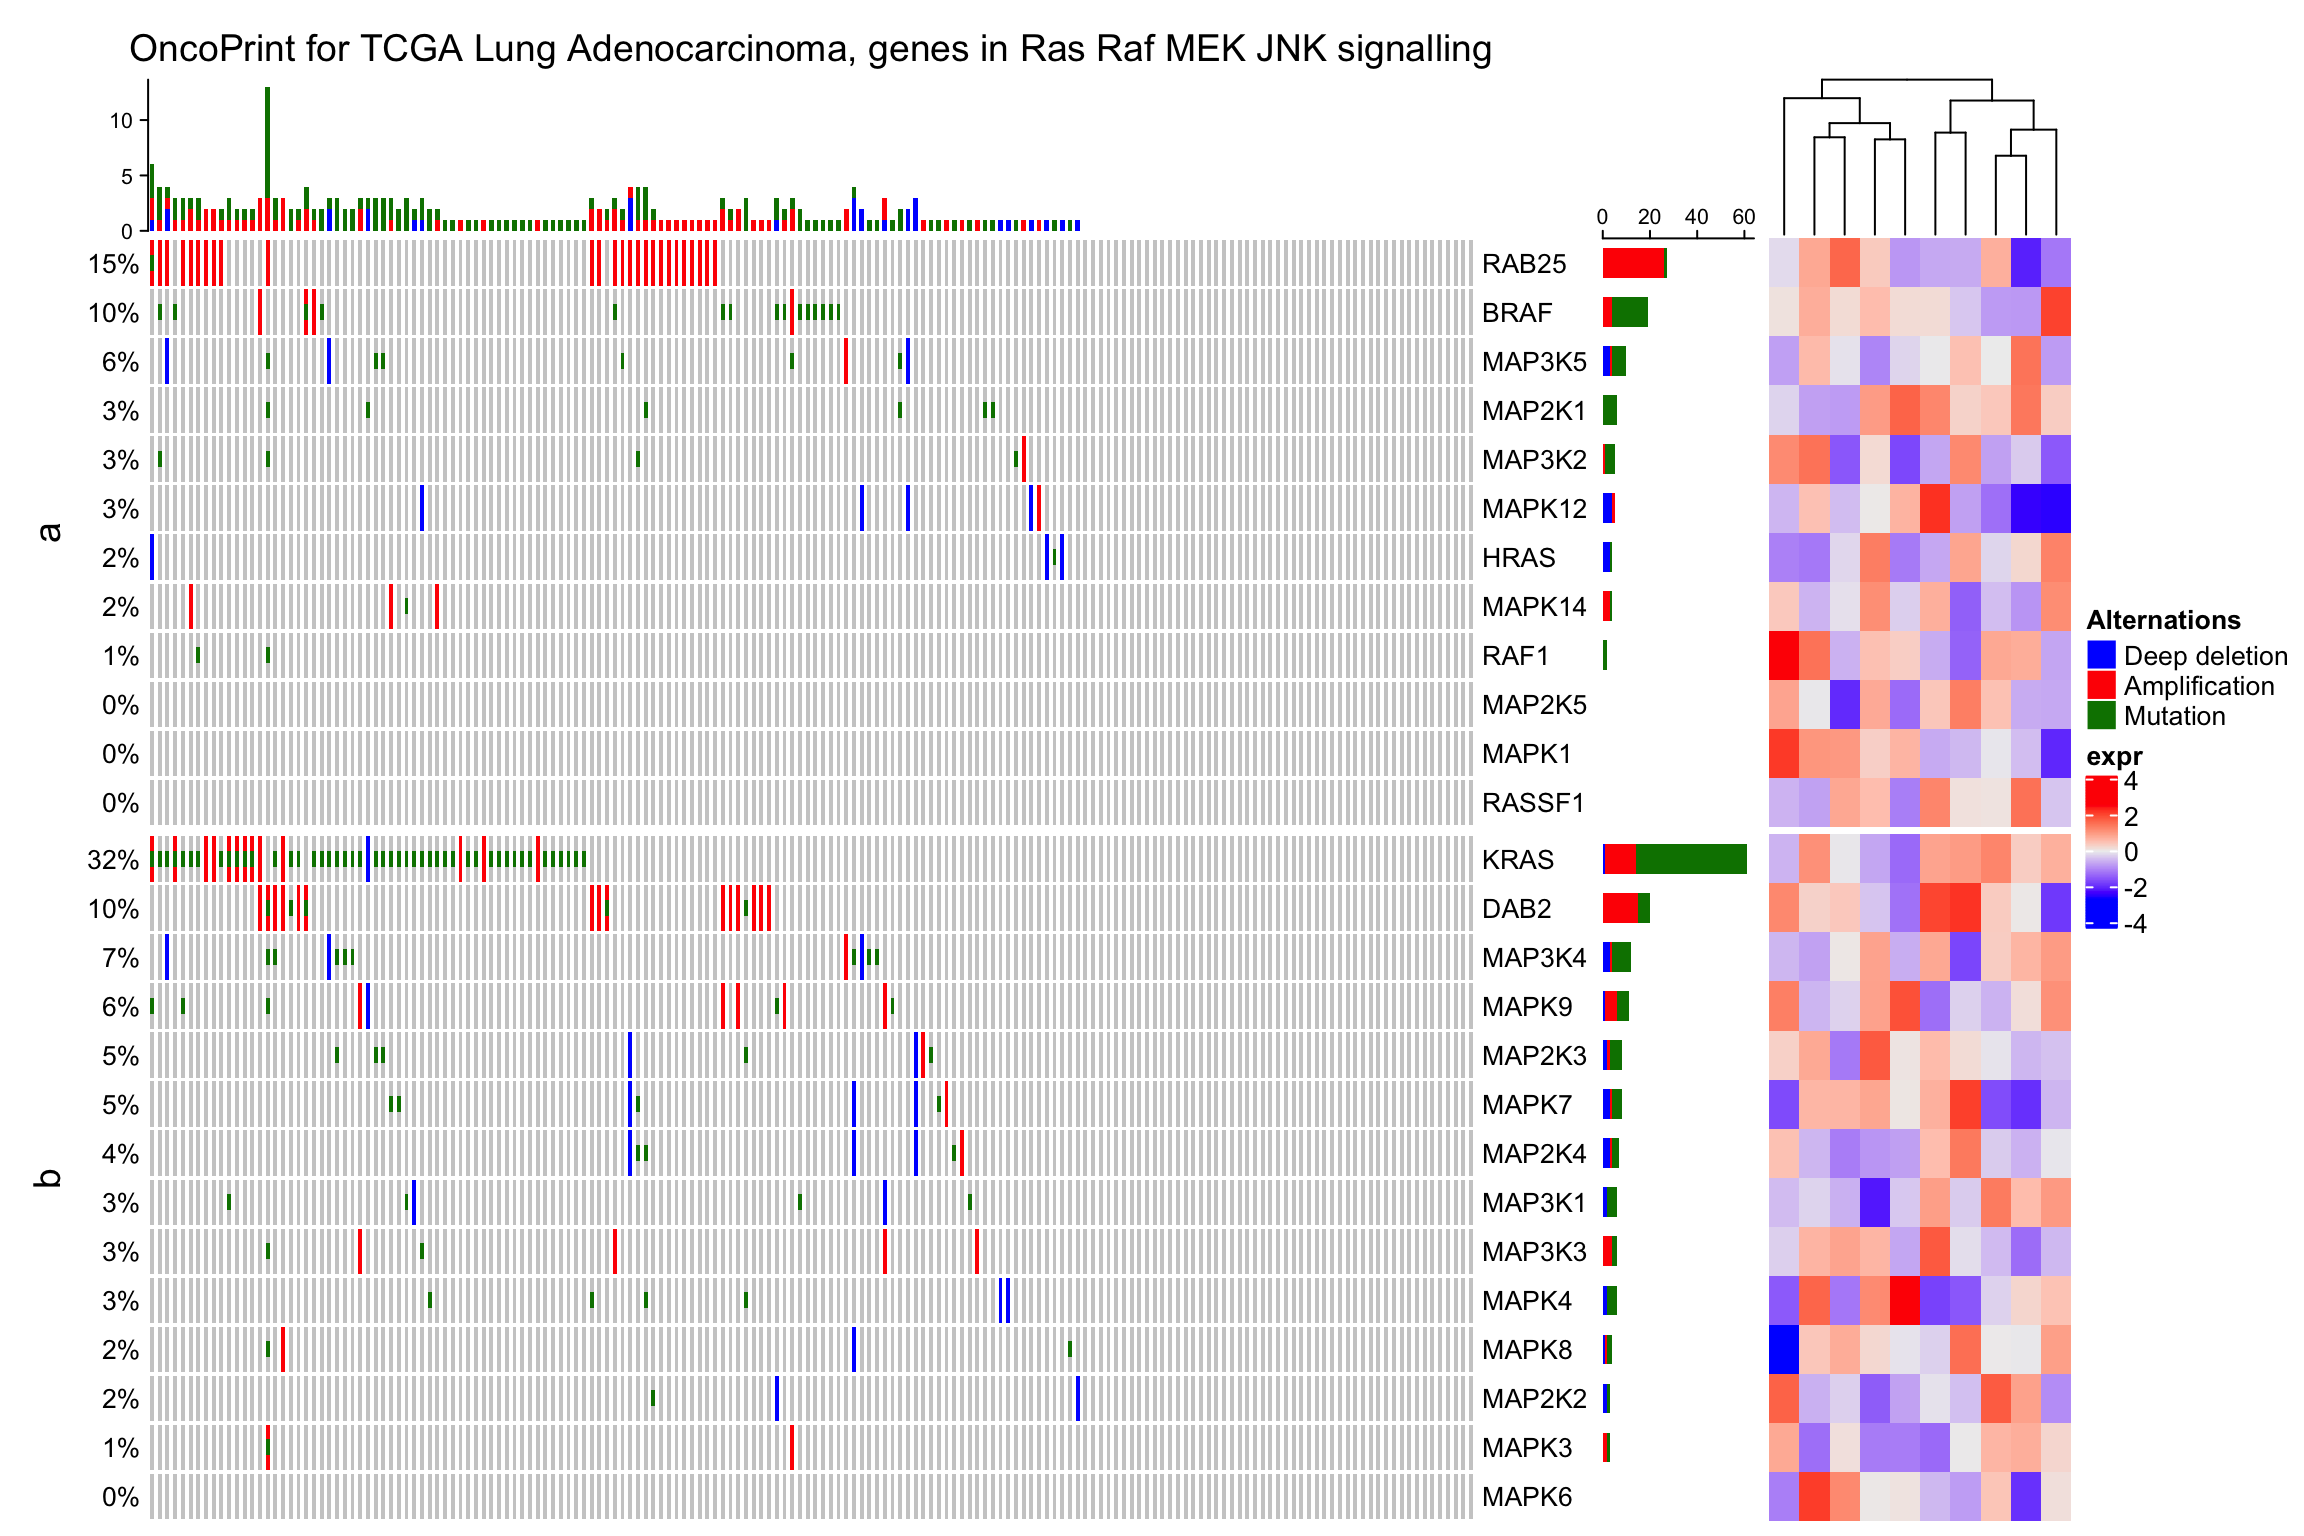 OncoPrint for TCGA Lung Adenocarcinoma, genes in Ras Raf MEK JNK signalling
10
5
0
0 20 40 60
a
15% RAB25
10% BRAF
6% MAP3K5
3% MAP2K1
3% MAP3K2
3% MAPK12
2% HRAS
2% MAPK14
1% RAF1
0% MAP2K5
0% MAPK1
0% RASSF1
b
32% KRAS
10% DAB2
7% MAP3K4
6% MAPK9
5% MAP2K3
5% MAPK7
4% MAP2K4
3% MAP3K1
3% MAP3K3
3% MAPK4
2% MAPK8
2% MAP2K2
1% MAPK3
0% MAPK6
Alternations
Deep deletion
Amplification
Mutation
expr
4
2
0
-2
-4